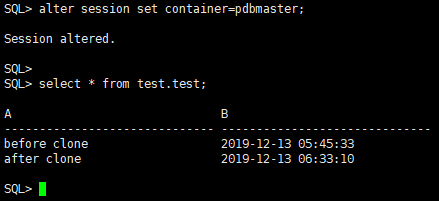 SQL> alter session set container=pdbmaster;
Session altered.
SQL>
SQL> select * from test.test;
A B
------------------------------ ------------------------------
before clone 2019-12-13 05:45:33
after clone 2019-12-13 06:33:10
SQL>